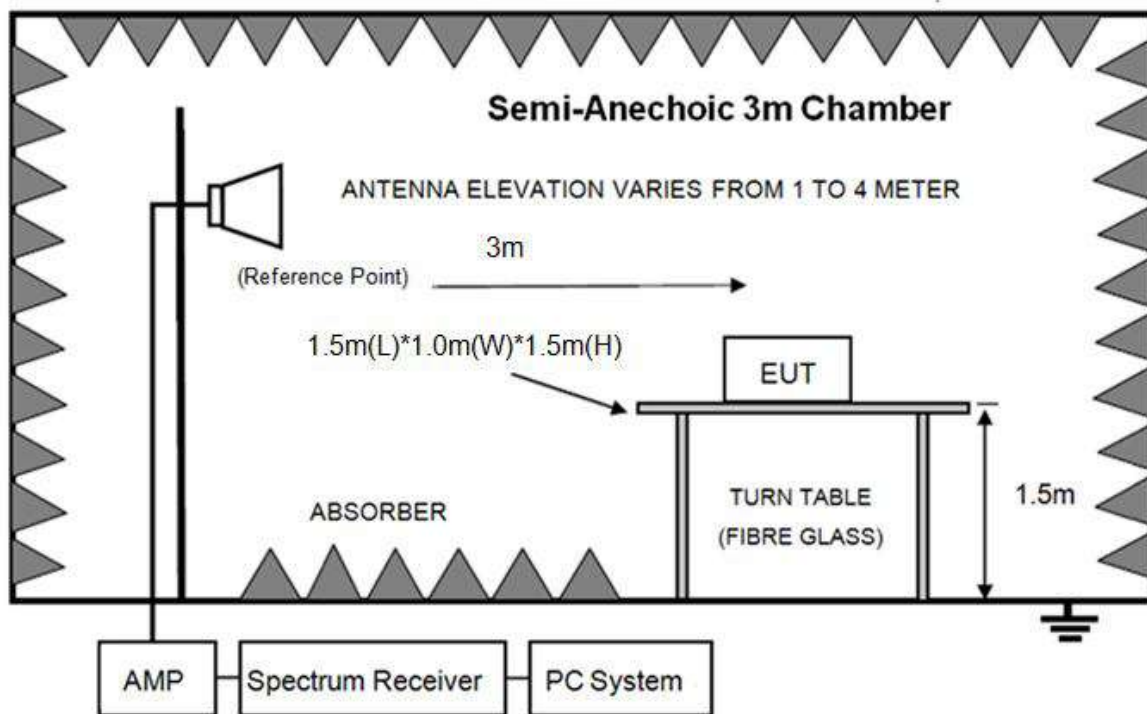 Semi-Anechoic 3m Chamber
ANTENNA ELEVATION VARIES FROM 1 TO 4 METER
3m
(Reference Point)
1.5m(L)*1.0m(W)*1.5m(H)
EUT
1.5m
TURN TABLE
(FIBRE GLASS)
ABSORBER
AMP
Spectrum Receiver
PC System